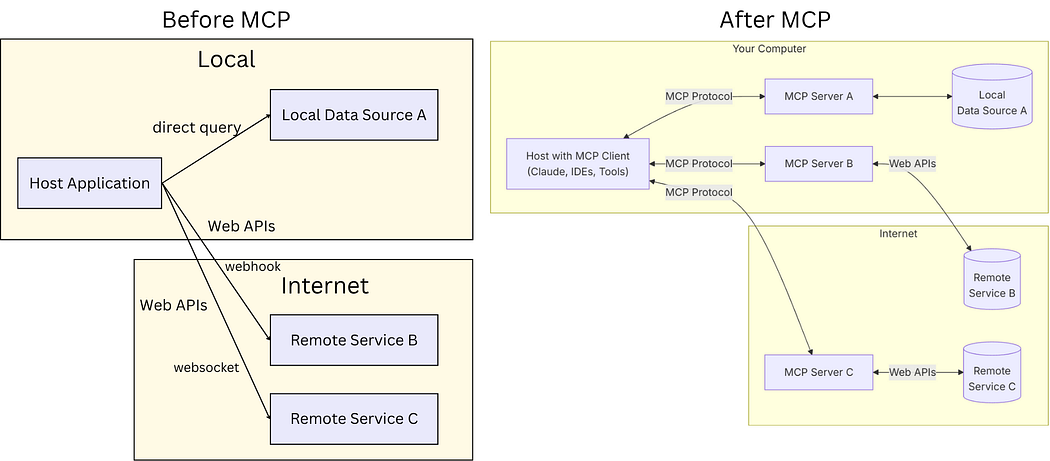 Before MCP
Local
Local Data Source A
direct query
Host Application
Web APIs
webhook
Internet
Web APIs
Remote Service B
websocket
Remote Service C
After MCP
Your Computer
MCP Protocol
MCP Server A
Local
Data Source A
Host with MCP Client
(Claude, IDEs, Tools)
MCP Protocol
MCP Server B
Web APIs
MCP Protocol
Internet
Remote
Service B
MCP Server C
Web APIs
Remote
Service C